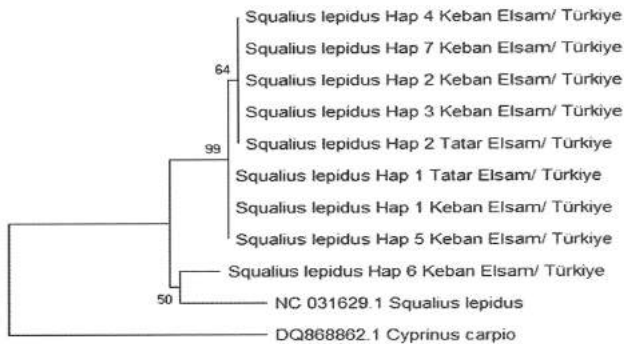 Squalius lepidus Hap 4 Keban Elsam/ Türkiye
Squalius lepidus Hap 7 Keban Elsam/ Türkiye
64
Squalius lepidus Hap 2 Keban Elsam/ Türkiye
Squalius lepidus Hap 3 Keban Elsam/ Türkiye
99
Squalius lepidus Hap 2 Tatar Elsam/ Türkiye
Squalius lepidus Hap 1 Tatar Elsam/ Türkiye
Squalius lepidus Hap 1 Keban Elsam/ Türkiye
Squalius lepidus Hap 5 Keban Elsam/ Türkiye
Squalius lepidus Hap 6 Keban Elsam/ Türkiye
50
NC 031629.1 Squalius lepidus
DQ868862.1 Cyprinus carpio